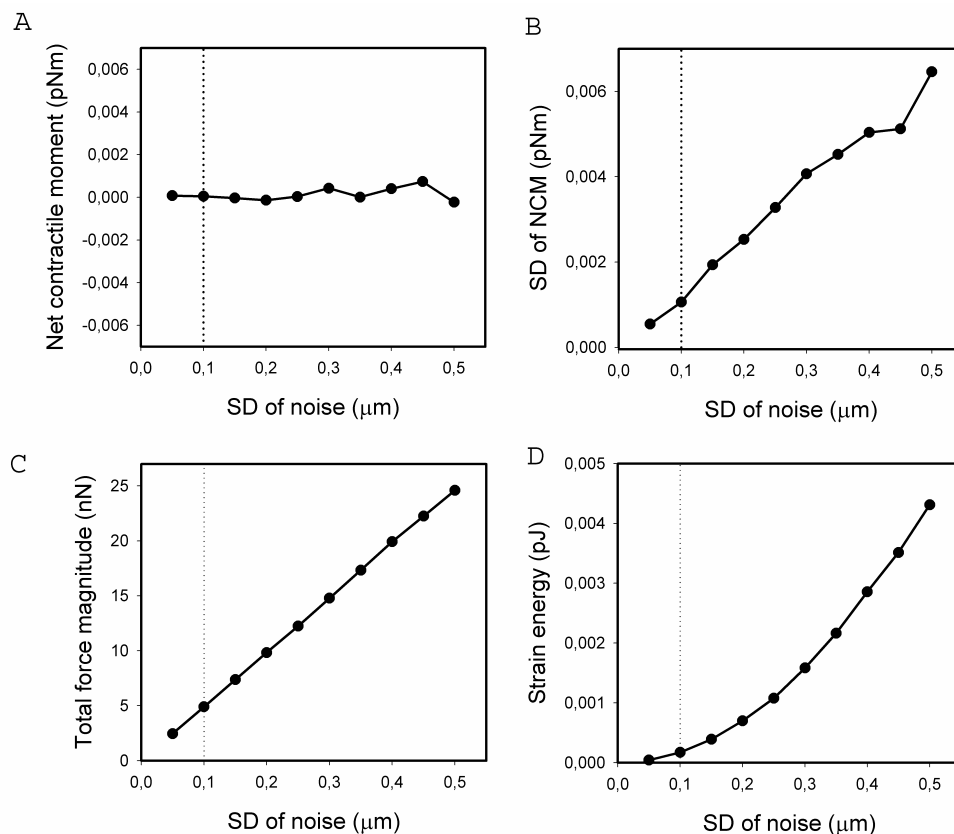 A
Net contractile moment (pNm)
0,006
0,004
0,002
0,000
-0,002
-0,004
-0,006
0,0 0,1 0,2 0,3 0,4 0,5
SD of noise (μm)
B
SD of NCM (pNm)
0,006
0,004
0,002
0,000
0,0 0,1 0,2 0,3 0,4 0,5
SD of noise (μm)
C
Total force magnitude (nN)
25
20
15
10
5
0
0,0 0,1 0,2 0,3 0,4 0,5
SD of noise (μm)
D
Strain energy (pJ)
0,005
0,004
0,003
0,002
0,001
0,000
0,0 0,1 0,2 0,3 0,4 0,5
SD of noise (μm)